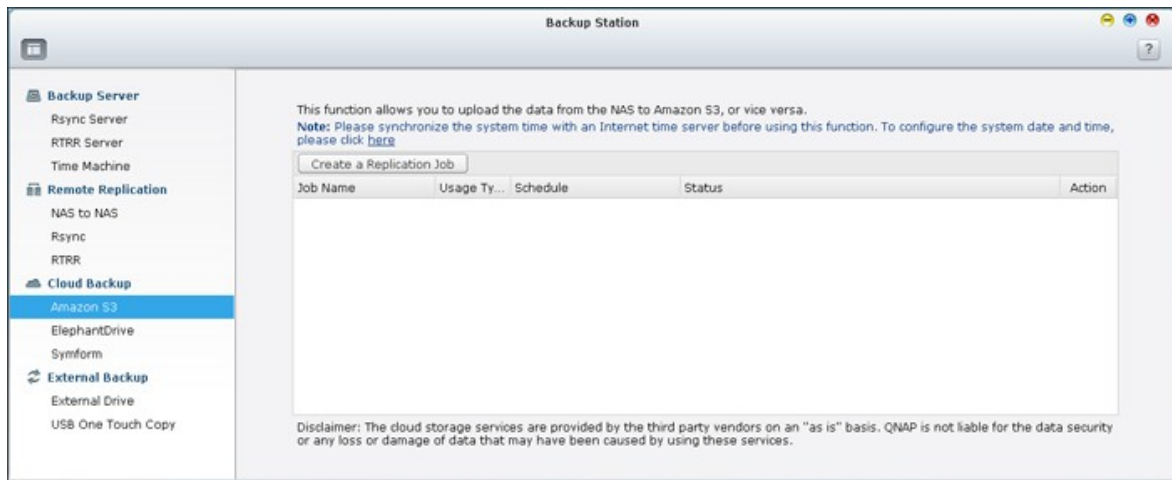 Backup Station
?
Backup Server
Rsync Server
RTRR Server
Time Machine
Remote Replication
NAS to NAS
Rsync
RTRR
Cloud Backup
Amazon S3
ElephantDrive
Symform
External Backup
External Drive
USB One Touch Copy
This function allows you to upload the data from the NAS to Amazon S3, or vice versa.
Note: Please synchronize the system time with an Internet time server before using this function. To configure the system date and time,
please click here
Create a Replication Job
Job Name Usage Ty... Schedule Status Action
Disclaimer: The cloud storage services are provided by the third party vendors on an "as is" basis. QNAP is not liable for the data security
or any loss or damage of data that may have been caused by using these services.